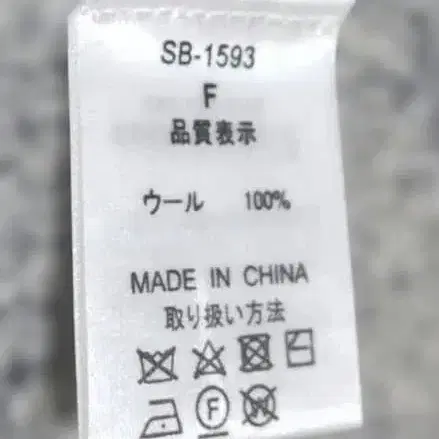 SB-1593
F
品質表示
ウール 100%
MADE IN CHINA
取り扱い方法
F W